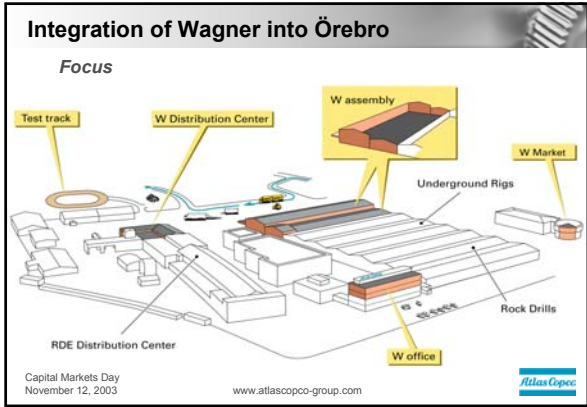 Integration of Wagner into Örebro
Focus
W assembly
Test track
W Distribution Center
W Market
Underground Rigs
RDE Distribution Center
Rock Drills
W office
Capital Markets Day
November 12, 2003
www.atlascopco-group.com
Atlas Copco